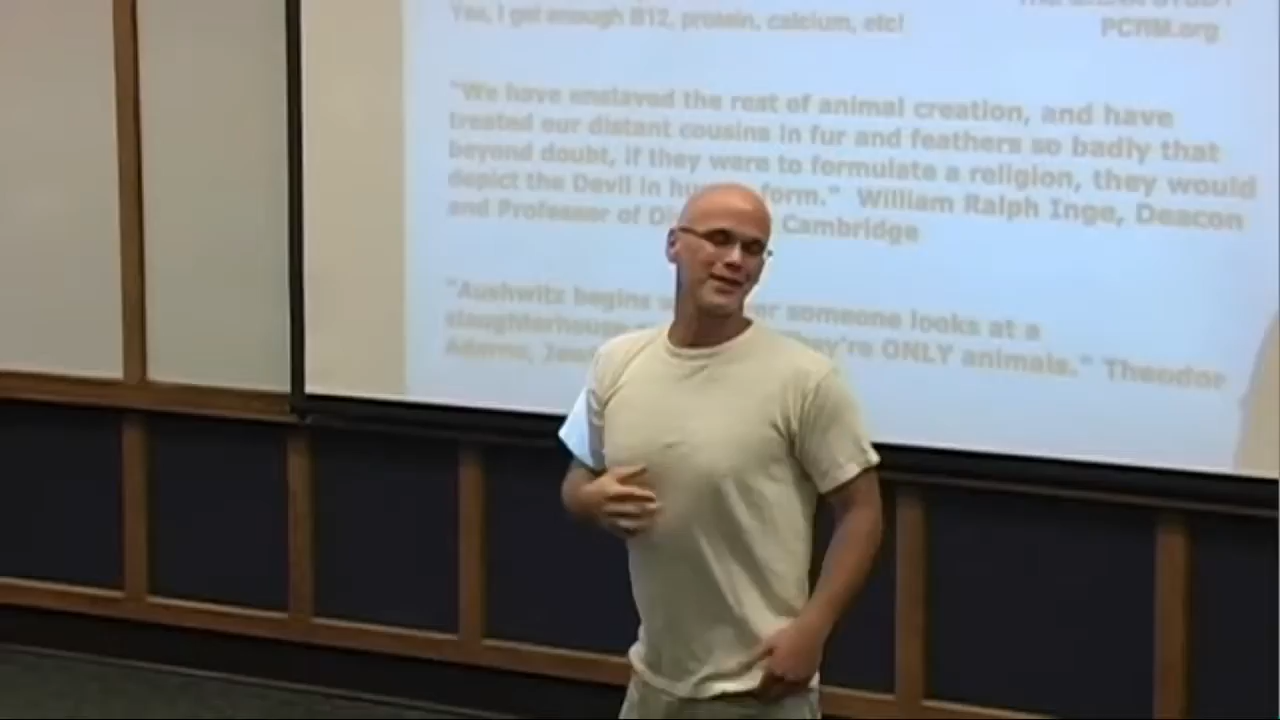 Yes, I get enough B12, protein, calcium, etc!
PCRM.org
"We have enslaved the rest of animal creation, and have
treated our distant cousins in fur and feathers so badly that
beyond doubt, if they were to formulate a religion, they would
depict the Devil in form." William Ralph Inge, Deacon
and Professor of Cambridge
"Aushwitz begins someone looks at a
slaughterhouse they're ONLY animals." Theodor